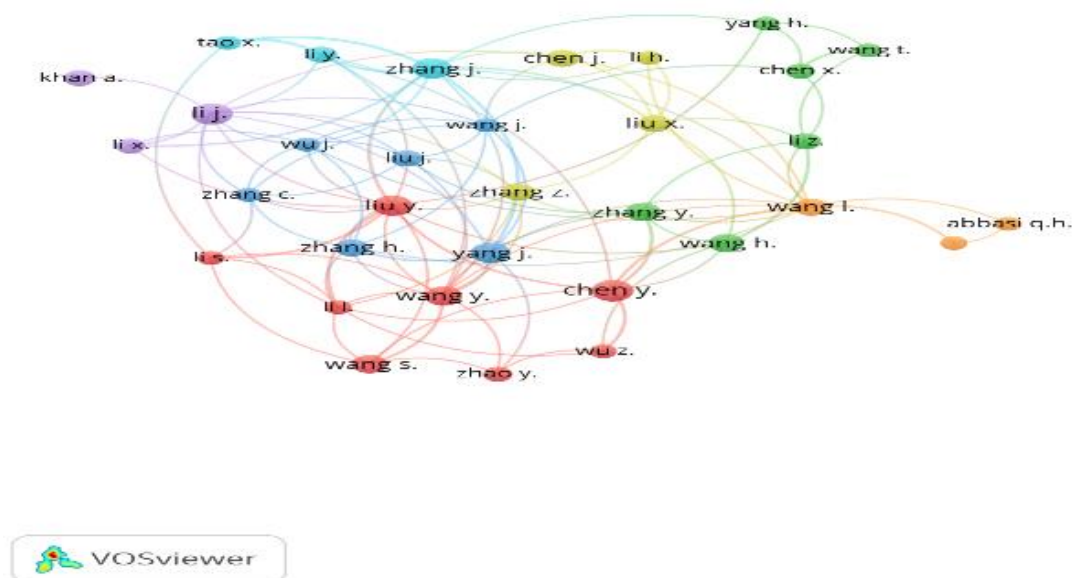 yang h.
tao x.
wang t.
li y.
chen j.
li h.
zhang j.
chen x.
khan a.
li j.
wang j.
liu x.
li x.
wu j.
li z.
liu j.
zhang c.
zhang z.
liu y.
zhang y.
wang l.
abbasi q.h.
zhang h.
yang j.
wang h.
li s.
wang y.
chen y.
li l.
wang s.
wu z.
zhao y.
VOSviewer